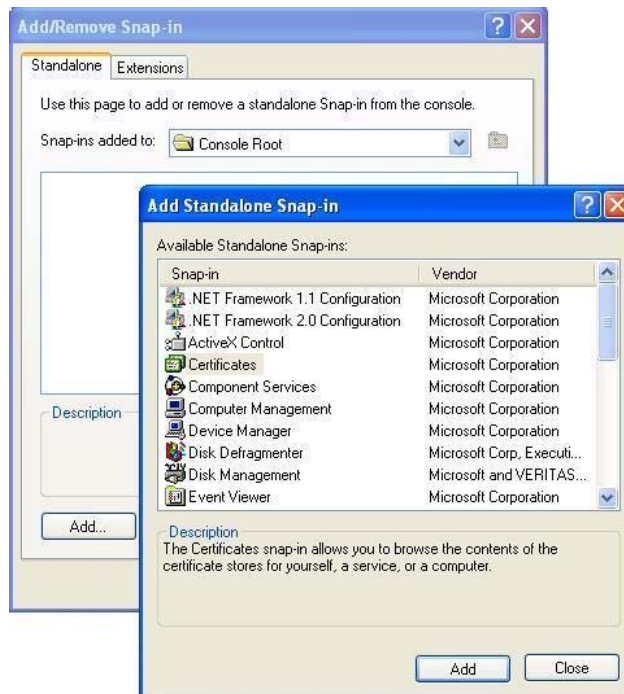 Add/Remove Snap-in
Standalone
Extensions
Use this page to add or remove a standalone Snap-in from the console.
Snap-ins added to:
Console Root
Description
Add...
Add Standalone Snap-in
Available Standalone Snap-ins:
Snap-in Vendor
.NET Framework 1.1 Configuration Microsoft Corporation
.NET Framework 2.0 Configuration Microsoft Corporation
ActiveX Control Microsoft Corporation
Certificates Microsoft Corporation
Component Services Microsoft Corporation
Computer Management Microsoft Corporation
Device Manager Microsoft Corporation
Disk Defragmenter Microsoft Corp, Executi...
Disk Management Microsoft and VERITAS...
Event Viewer Microsoft Corporation
Description
The Certificates snap-in allows you to browse the contents of the
certificate stores for yourself, a service, or a computer.
Add
Close